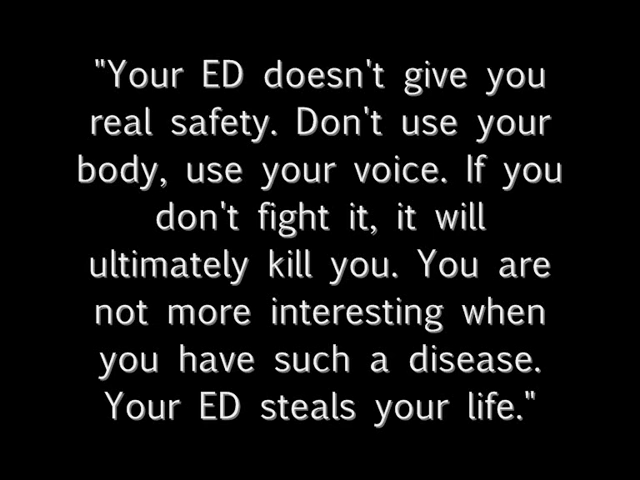 "Your ED doesn't give you
real safety. Don't use your
body, use your voice. If you
don't fight it, it will
ultimately kill you. You are
not more interesting when
you have such a disease.
Your ED steals your life."